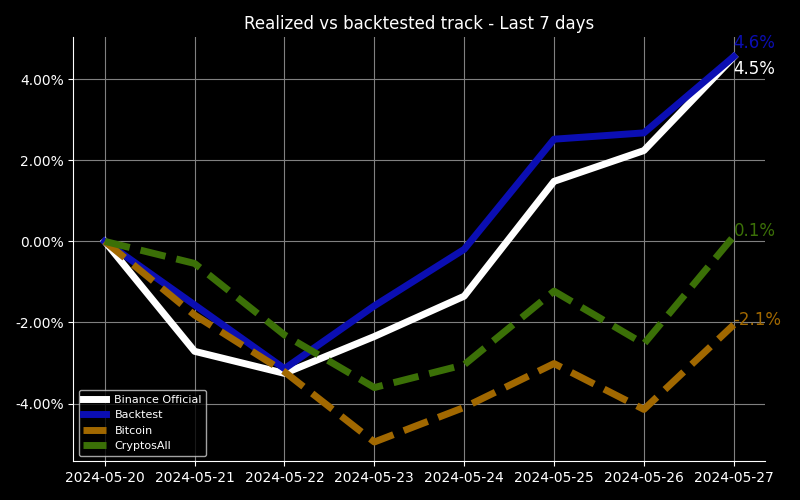 Realized vs backtested track - Last 7 days
4.6%
4.5%
4.00%
2.00%
0.00%
0.1%
-2.00%
-2.1%
-4.00%
Binance Official
Backtest
Bitcoin
CryptosAll
2024-05-20 2024-05-21 2024-05-22 2024-05-23 2024-05-24 2024-05-25 2024-05-26 2024-05-27